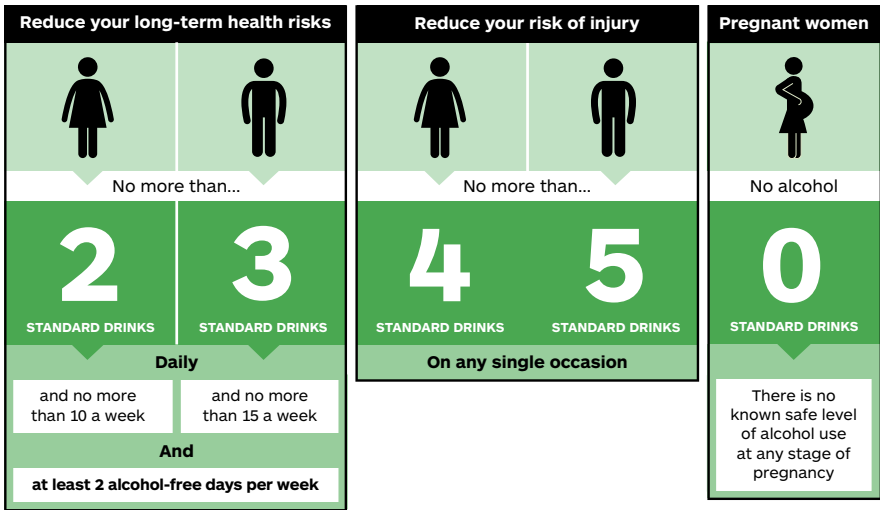 Reduce your long-term health risks
No more than...
2
STANDARD DRINKS
3
STANDARD DRINKS
Daily
and no more
than 10 a week
and no more
than 15 a week
And
at least 2 alcohol-free days per week
Reduce your risk of injury
No more than...
4
STANDARD DRINKS
5
STANDARD DRINKS
On any single occasion
Pregnant women
No alcohol
0
STANDARD DRINKS
There is no
known safe level
of alcohol use
at any stage of
pregnancy